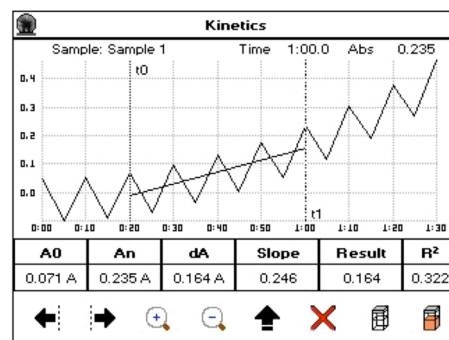 Kinetics
Sample: Sample 1 Time 1:00.0 Abs 0.235
t0
0.4
0.3
0.2
0.1
0.0
t1
0:00 0:10 0:20 0:30 0:40 0:50 1:00 1:10 1:20 1:30
A0 An dA Slope Result R²
0.071 A 0.235 A 0.164 A 0.246 0.164 0.322